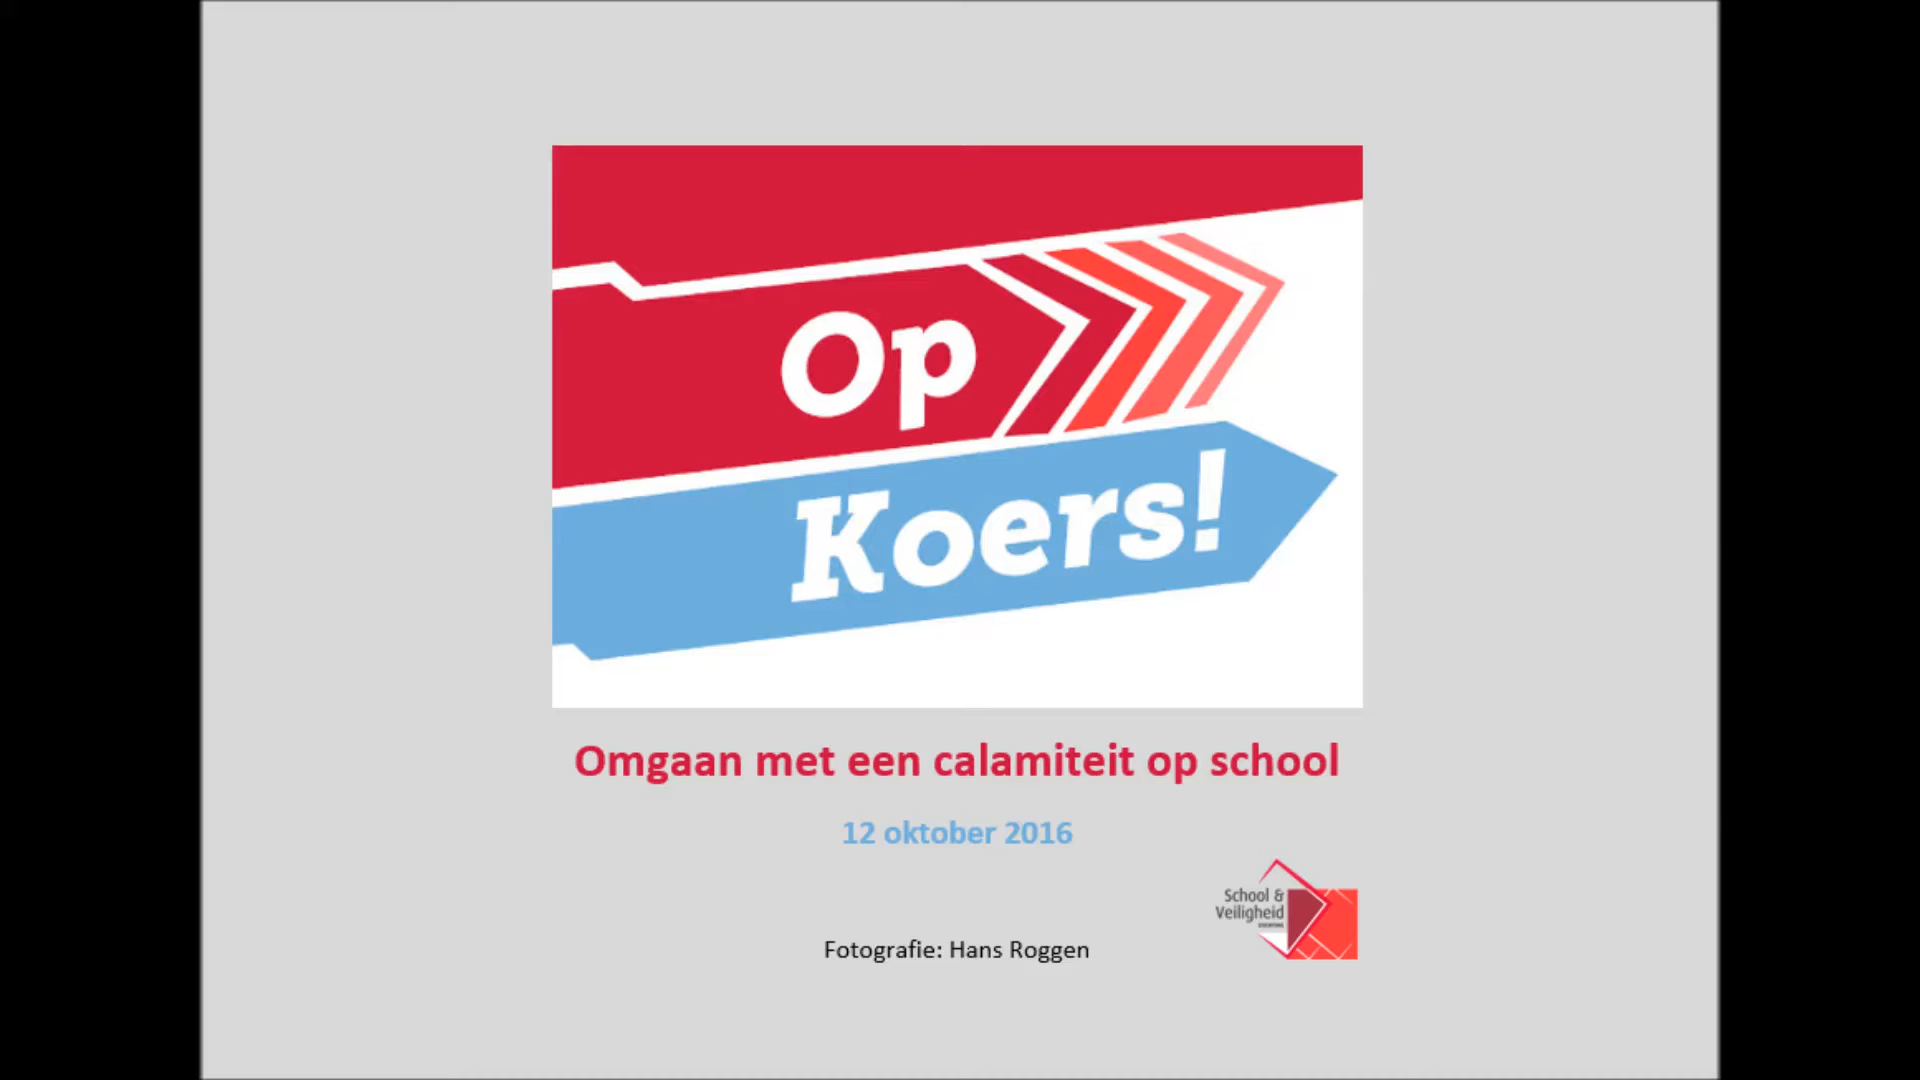 Op
Koers!
Omgaan met een calamiteit op school
12 oktober 2016
School &
Veiligheid
Fotografie: Hans Roggen